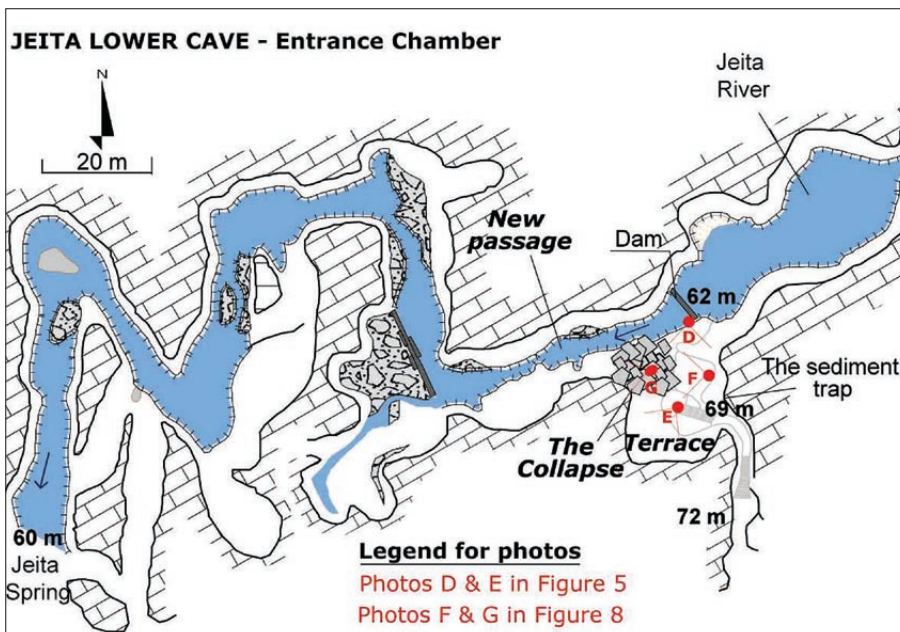 JEITA LOWER CAVE - Entrance Chamber
N
20 m
Jeita
River
New
passage
Dam
62 m
D
The sediment
trap
F
G
E
69 m
The
Collapse
Terrace
72 m
60 m
Jeita
Spring
Legend for photos
Photos D & E in Figure 5
Photos F & G in Figure 8